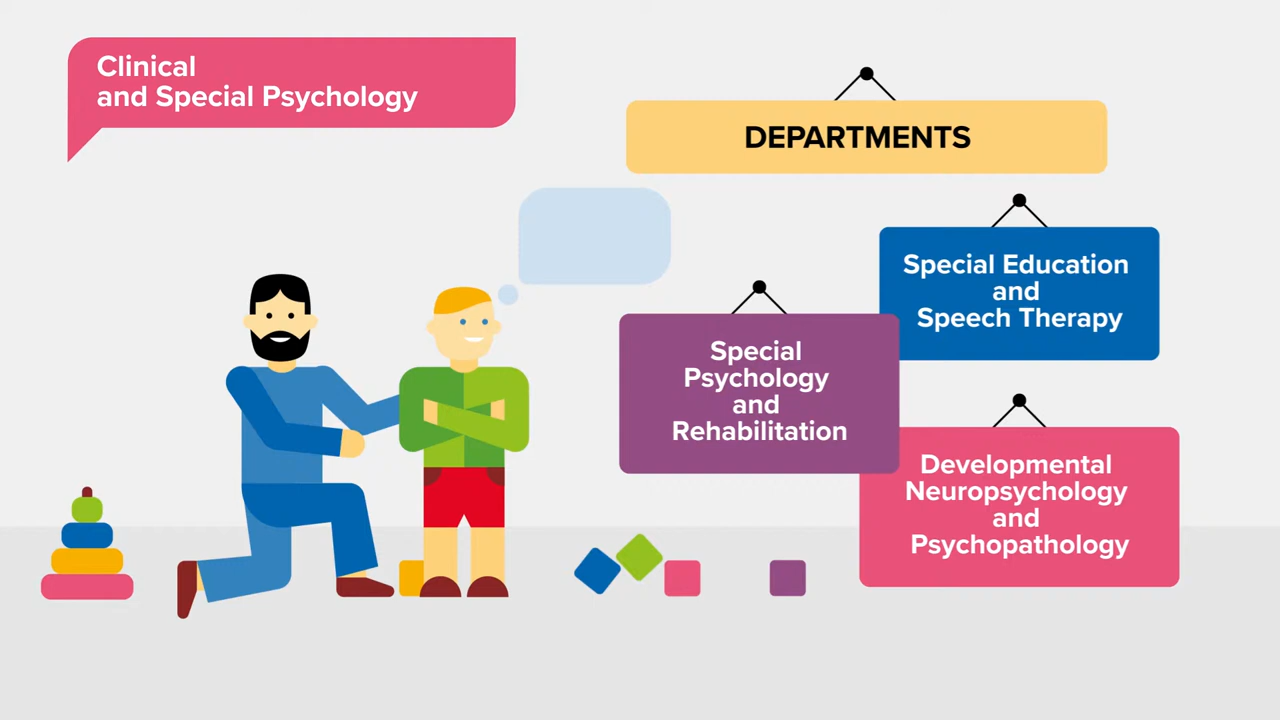 Clinical
and Special Psychology
DEPARTMENTS
Special Education
and
Speech Therapy
Special
Psychology
and
Rehabilitation
Developmental
Neuropsychology
and
Psychopathology